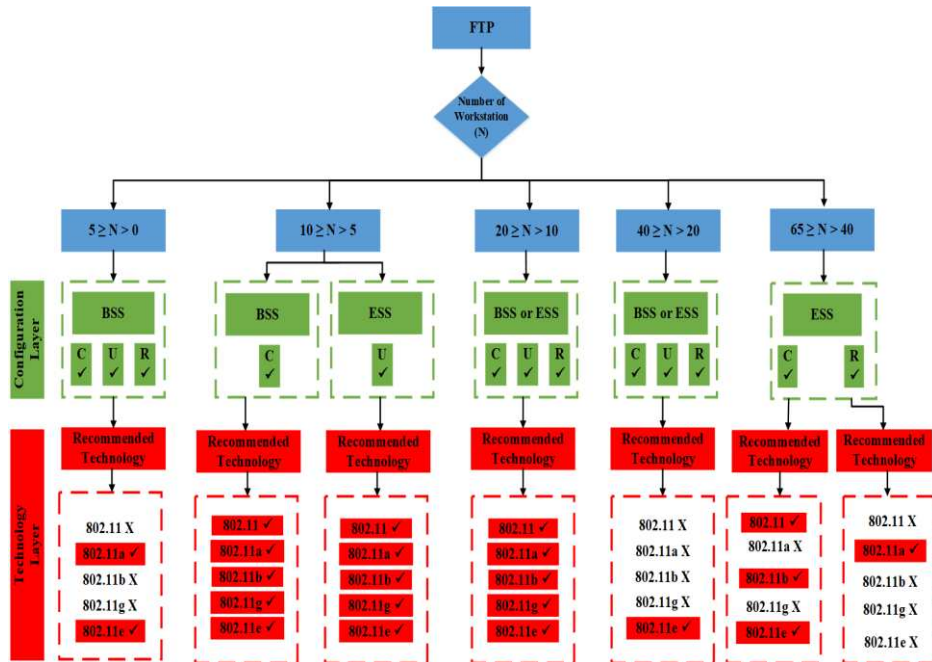 FTP
Number of
Workstation
(N)
5 ≥ N > 0
10 ≥ N > 5
20 ≥ N > 10
40 ≥ N > 20
65 ≥ N > 40
Configuration
Layer
BSS
C U R
✓ ✓ ✓
BSS
C
✓
ESS
U
✓
BSS or ESS
C U R
✓ ✓ ✓
BSS or ESS
C U R
✓ ✓ ✓
ESS
C R
✓ ✓
Technology
Layer
Recommended
Technology
802.11 X
802.11a ✓
802.11b X
802.11g X
802.11e ✓
Recommended
Technology
802.11 ✓
802.11a ✓
802.11b ✓
802.11g ✓
802.11e ✓
Recommended
Technology
802.11 ✓
802.11a ✓
802.11b ✓
802.11g ✓
802.11e ✓
Recommended
Technology
802.11 ✓
802.11a ✓
802.11b ✓
802.11g ✓
802.11e ✓
Recommended
Technology
802.11 X
802.11a X
802.11b X
802.11g X
802.11e ✓
Recommended
Technology
802.11 ✓
802.11a X
802.11b ✓
802.11g X
802.11e ✓
Recommended
Technology
802.11 X
802.11a ✓
802.11b X
802.11g X
802.11e X